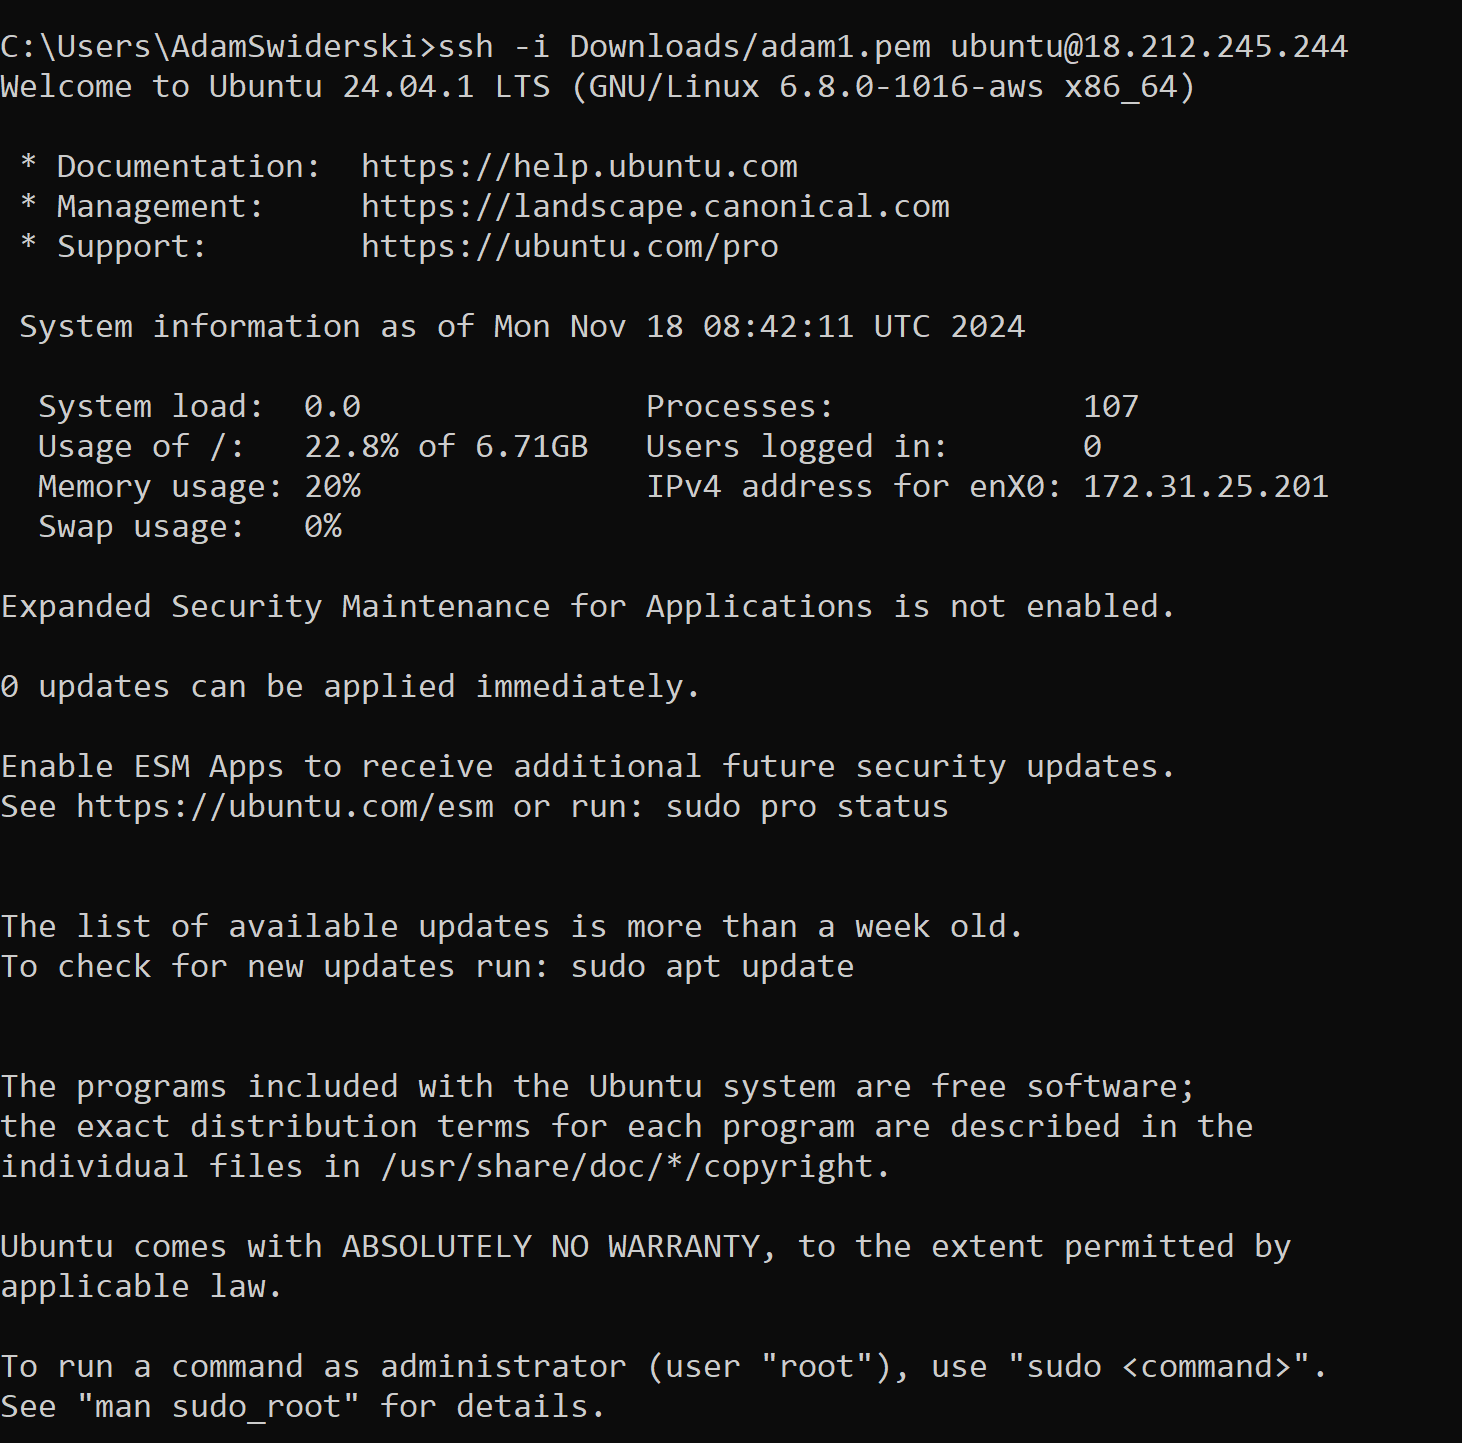 C:\Users\AdamSwiderski>ssh -i Downloads/adam1.pem ubuntu@18.212.245.244
Welcome to Ubuntu 24.04.1 LTS (GNU/Linux 6.8.0-1016-aws x86_64)
* Documentation:  https://help.ubuntu.com
* Management:     https://landscape.canonical.com
* Support:        https://ubuntu.com/pro
System information as of Mon Nov 18 08:42:11 UTC 2024
System load:  0.0               Processes:             107
Usage of /:   22.8% of 6.71GB   Users logged in:       0
Memory usage: 20%               IPv4 address for enX0: 172.31.25.201
Swap usage:   0%
Expanded Security Maintenance for Applications is not enabled.
0 updates can be applied immediately.
Enable ESM Apps to receive additional future security updates.
See https://ubuntu.com/esm or run: sudo pro status
The list of available updates is more than a week old.
To check for new updates run: sudo apt update
The programs included with the Ubuntu system are free software;
the exact distribution terms for each program are described in the
individual files in /usr/share/doc/*/copyright.
Ubuntu comes with ABSOLUTELY NO WARRANTY, to the extent permitted by
applicable law.
To run a command as administrator (user "root"), use "sudo <command>".
See "man sudo_root" for details.